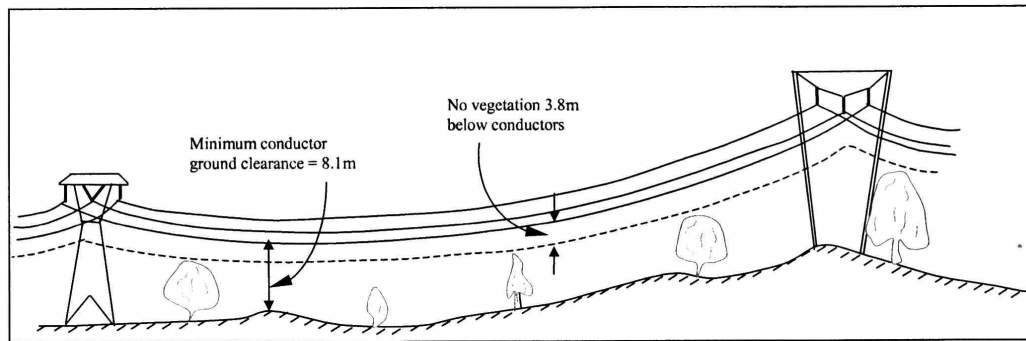 No vegetation 3.8m
below conductors
Minimum conductor
ground clearance = 8.1m